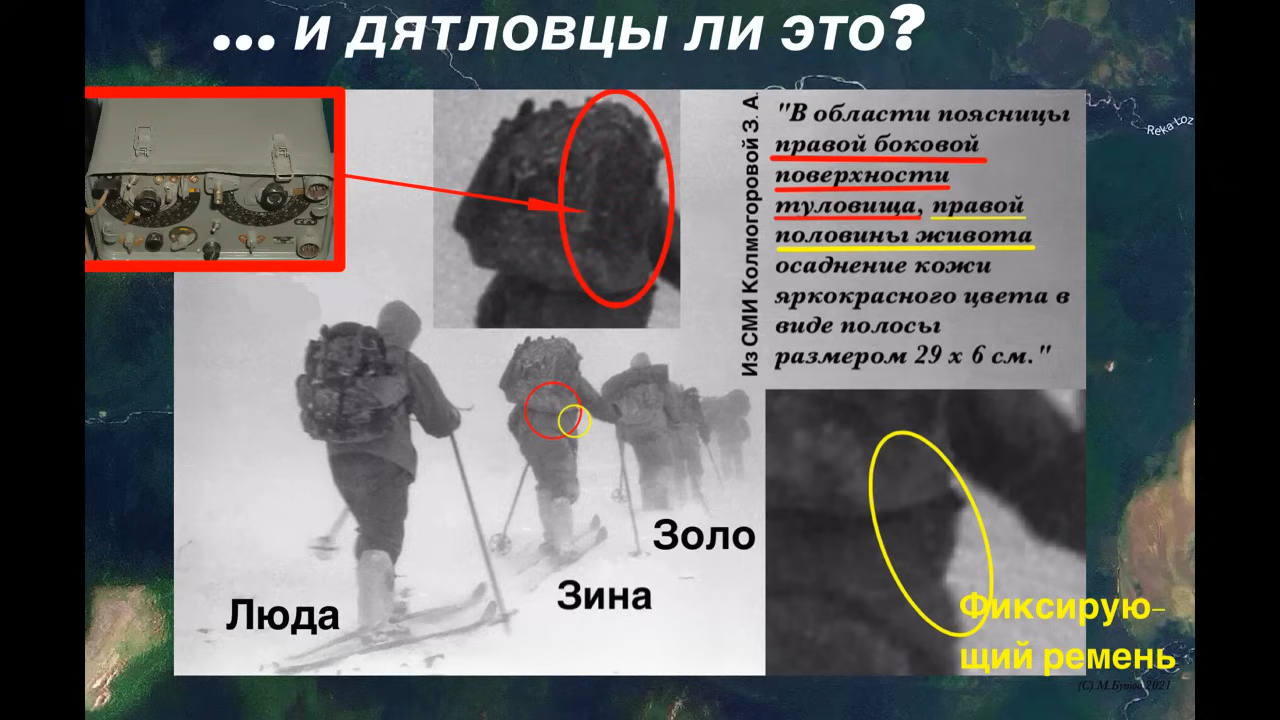 ... и дятловцы ли это?
Reka Loz
Из СМИ Колмогоровой З. А.
"В области поясницы
правой боковой
поверхности
туловища, правой
половины живота
осаднение кожи
яркокрасного цвета в
виде полосы
размером 29 х 6 см."
Золо
Зина
Люда
Фиксирую-
щий ремень
(С) М.Бутов 2021